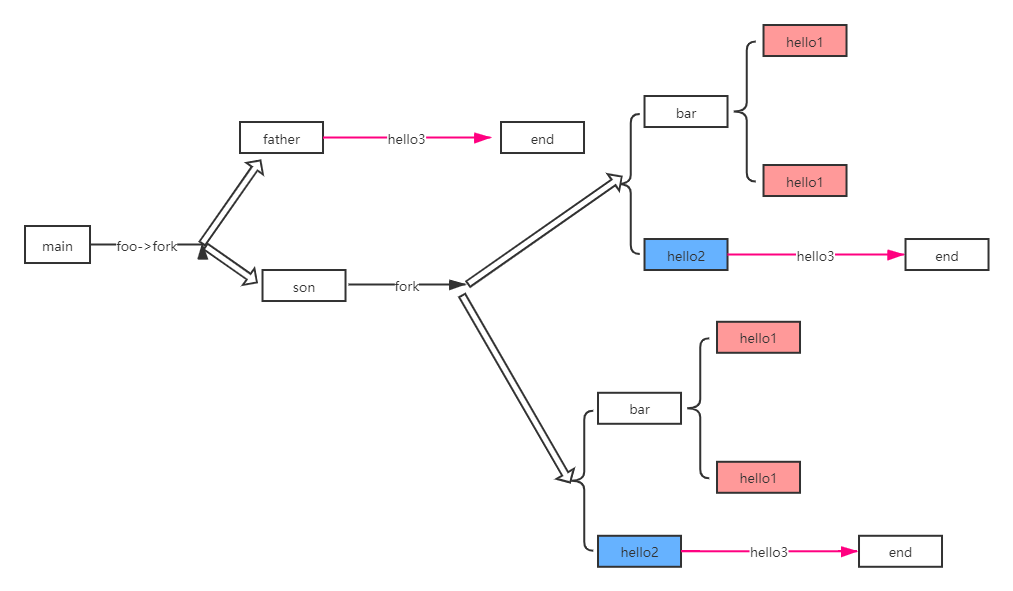 hello1
bar
father
hello3
end
hello1
main
foo->fork
hello2
hello3
end
son
fork
hello1
bar
hello1
hello2
hello3
end